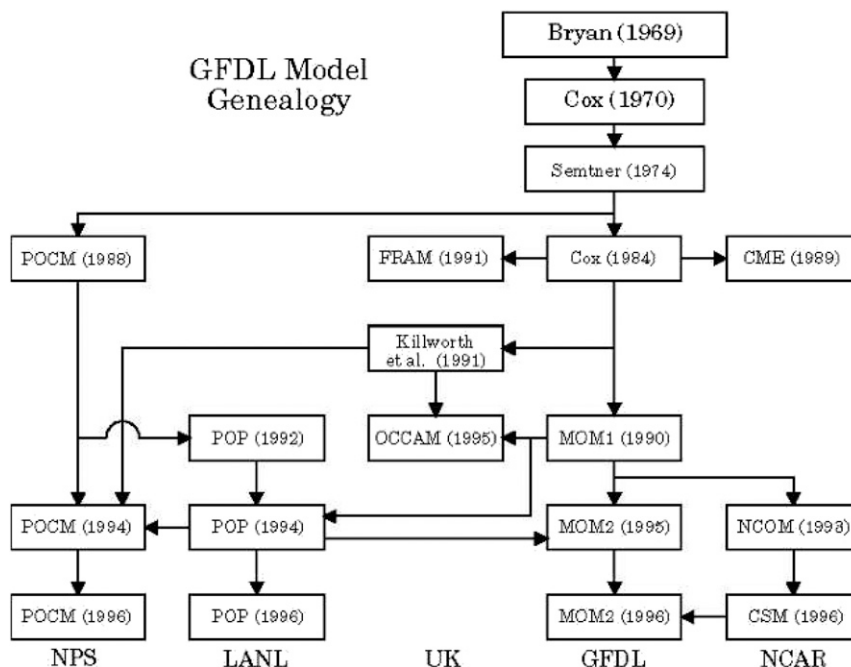 Bryan (1969)
GFDL Model
Genealogy
Cox (1970)
Semtner (1974)
POCM (1988)
FRAM (1991)
Cox (1984)
CME (1989)
Killworth
et al. (1991)
POP (1992)
OCCAM (1995)
MOM1 (1990)
POCM (1994)
POP (1994)
MOM2 (1995)
NCOM (1993)
POCM (1996)
POP (1996)
MOM2 (1996)
CSM (1996)
NPS
LANL
UK
GFDL
NCAR